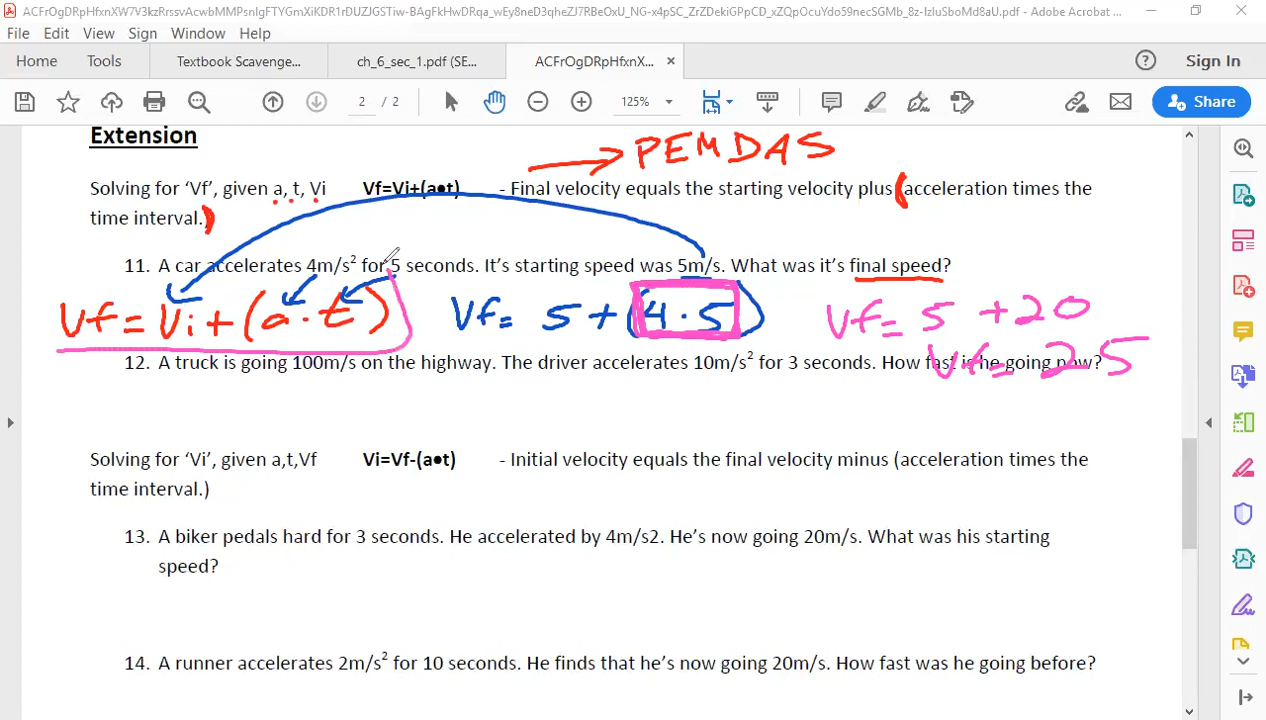 File Edit View Sign Window Help
Home Tools Textbook Scavenge... ch_6_sec_1.pdf (SE... ACFrOgDRpHfxnX... × Sign In
2 / 2 125% Share
Extension
→ PEMDAS
Solving for 'Vf', given a, t, Vi Vf=Vi+(a•t) - Final velocity equals the starting velocity plus (acceleration times the
time interval.)
11. A car accelerates 4m/s² for 5 seconds. It's starting speed was 5m/s. What was it's final speed?
Vf = Vi + (a · t) Vf = 5 + (4 · 5) Vf = 5 + 20
Vf = 25
12. A truck is going 100m/s on the highway. The driver accelerates 10m/s² for 3 seconds. How fast is he going now?
Solving for 'Vi', given a,t,Vf Vi=Vf-(a•t) - Initial velocity equals the final velocity minus (acceleration times the
time interval.)
13. A biker pedals hard for 3 seconds. He accelerated by 4m/s2. He's now going 20m/s. What was his starting
speed?
14. A runner accelerates 2m/s² for 10 seconds. He finds that he's now going 20m/s. How fast was he going before?